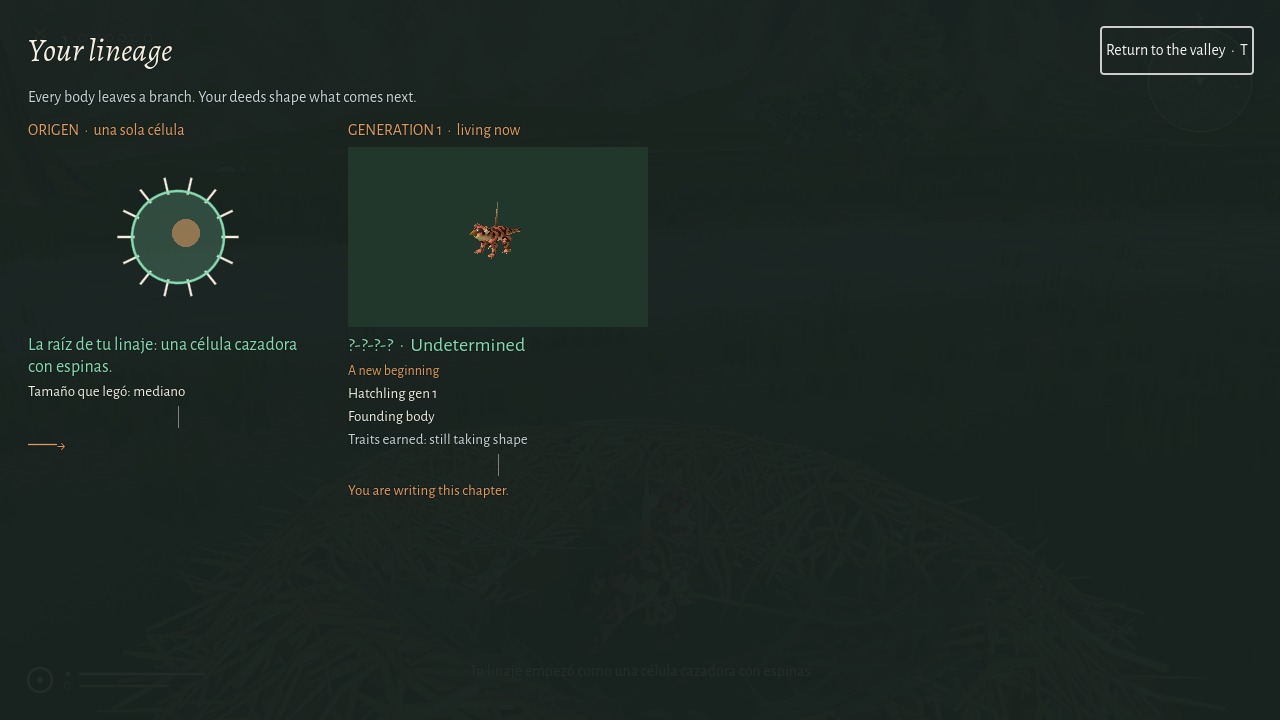 Your lineage
Return to the valley · T
Every body leaves a branch. Your deeds shape what comes next.
ORIGEN · una sola célula
GENERATION 1 · living now
La raíz de tu linaje: una célula cazadora
con espinas.
Tamaño que legó: mediano
?-?-?-? · Undetermined
A new beginning
Hatchling gen 1
Founding body
Traits earned: still taking shape
You are writing this chapter.
Tu linaje empezó como una célula cazadora con espinas